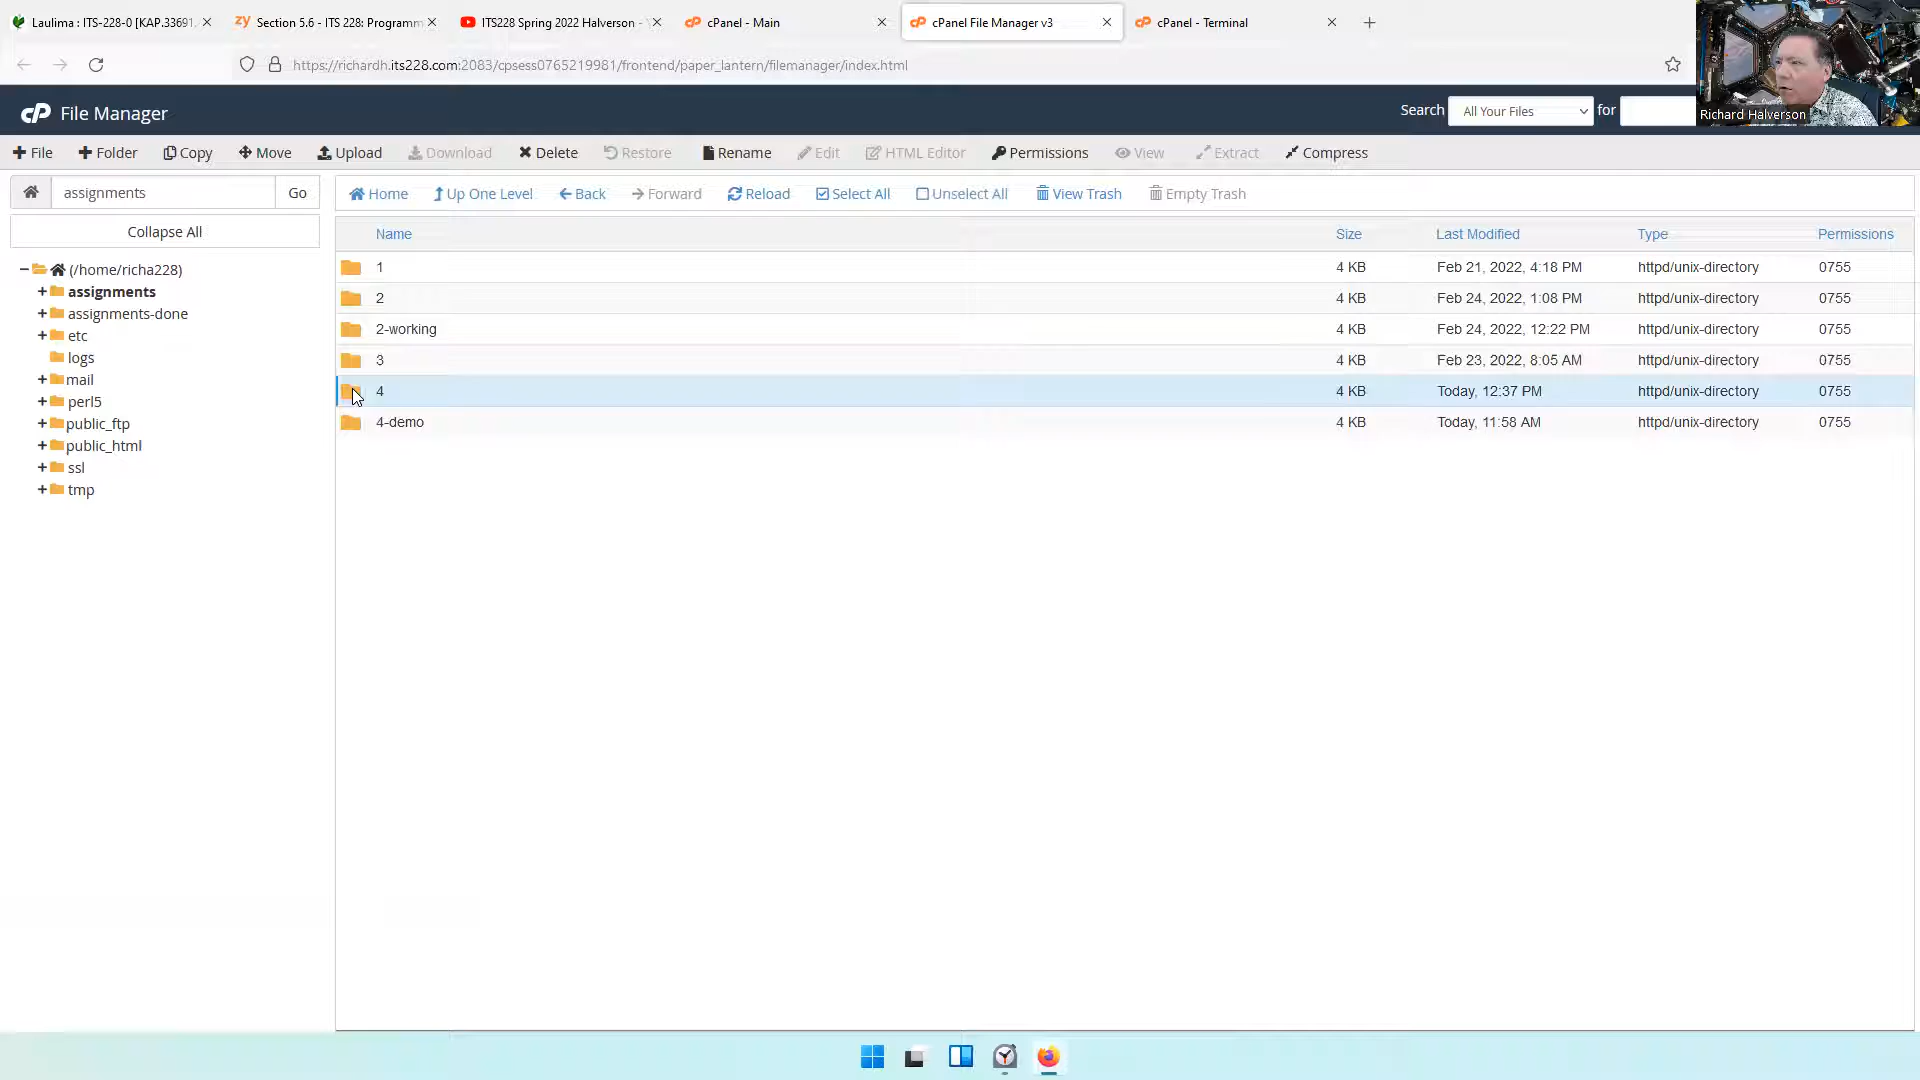 Laulima : ITS-228-0 [KAP.33691.
Section 5.6 - ITS 228: Programm
ITS228 Spring 2022 Halverson -
cPanel - Main
cPanel File Manager v3
cPanel - Terminal
https://richardh.its228.com:2083/cpsess0765219981/frontend/paper_lantern/filemanager/index.html
cP File Manager
Search All Your Files for
Richard Halverson
File Folder Copy Move Upload Download Delete Restore Rename Edit HTML Editor Permissions View Extract Compress
assignments Go
Home Up One Level Back Forward Reload Select All Unselect All View Trash Empty Trash
Collapse All
(/home/richa228)
assignments
assignments-done
etc
logs
mail
perl5
public_ftp
public_html
ssl
tmp
Name Size Last Modified Type Permissions
1 4 KB Feb 21, 2022, 4:18 PM httpd/unix-directory 0755
2 4 KB Feb 24, 2022, 1:08 PM httpd/unix-directory 0755
2-working 4 KB Feb 24, 2022, 12:22 PM httpd/unix-directory 0755
3 4 KB Feb 23, 2022, 8:05 AM httpd/unix-directory 0755
4 4 KB Today, 12:37 PM httpd/unix-directory 0755
4-demo 4 KB Today, 11:58 AM httpd/unix-directory 0755